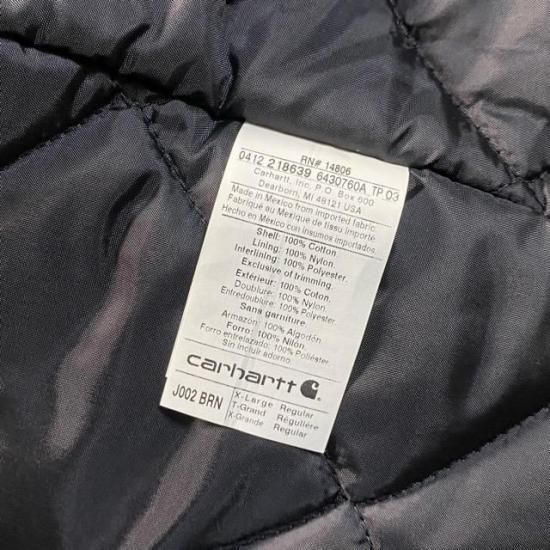 RN# 14806
0412 218639 6430760A TP 03
Carhartt, Inc. P.O. Box 600
Dearborn, MI 48121 USA
Made in Mexico from imported fabric.
Fabriqué au Mexique de tissu importé.
Hecho en México con insumos importados.
Shell: 100% Cotton.
Lining: 100% Nylon.
Interlining: 100% Polyester.
Exclusive of trimming.
Extérieur: 100% Coton.
Doublure: 100% Nylon.
Entredoublure: 100% Polyester
Sans garniture
Armazón: 100% Algodón
Forro: 100% Nilon.
Forro entrelazado: 100% Poliéster
Sin incluir adorno.
carhartt
J002 BRN
X-Large Regular
T-Grand Régulière
X-Grande Regular